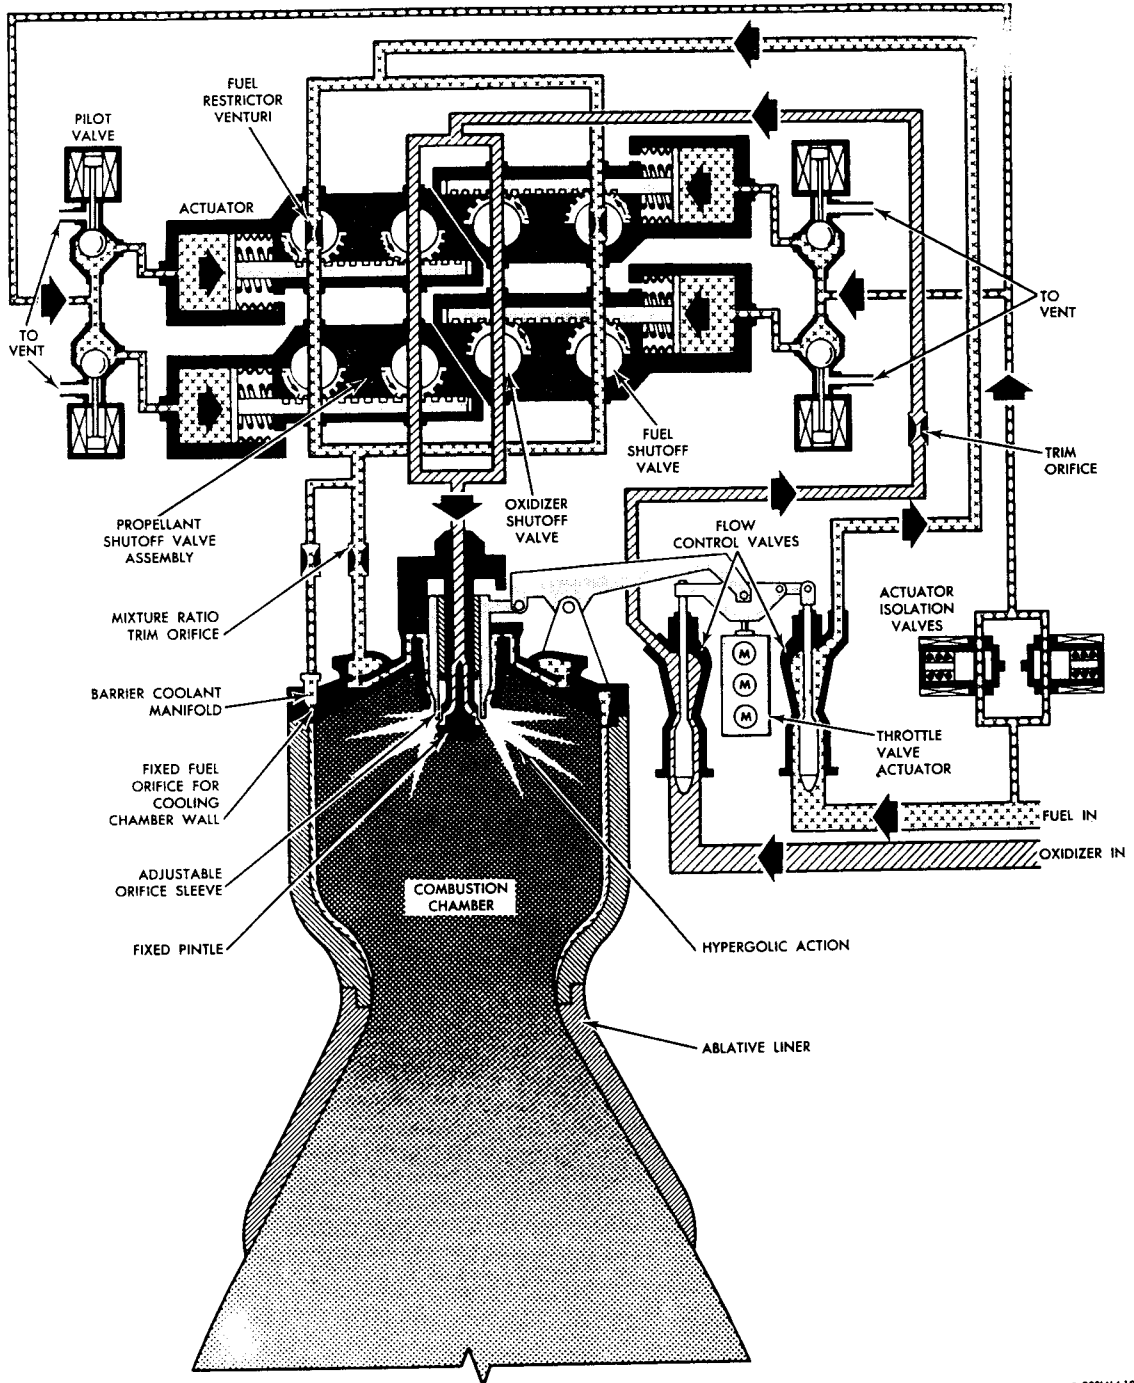 FUEL
RESTRICTOR
VENTURI
PILOT
VALVE
ACTUATOR
TO
VENT
TO
VENT
FUEL
SHUTOFF
VALVE
TRIM
ORIFICE
OXIDIZER
SHUTOFF
VALVE
PROPELLANT
SHUTOFF VALVE
ASSEMBLY
FLOW
CONTROL VALVES
ACTUATOR
ISOLATION
VALVES
MIXTURE RATIO
TRIM ORIFICE
M
M
M
BARRIER COOLANT
MANIFOLD
THROTTLE
VALVE
ACTUATOR
FIXED FUEL
ORIFICE FOR
COOLING
CHAMBER WALL
FUEL IN
OXIDIZER IN
ADJUSTABLE
ORIFICE SLEEVE
COMBUSTION
CHAMBER
FIXED PINTLE
HYPERGOLIC ACTION
ABLATIVE LINER